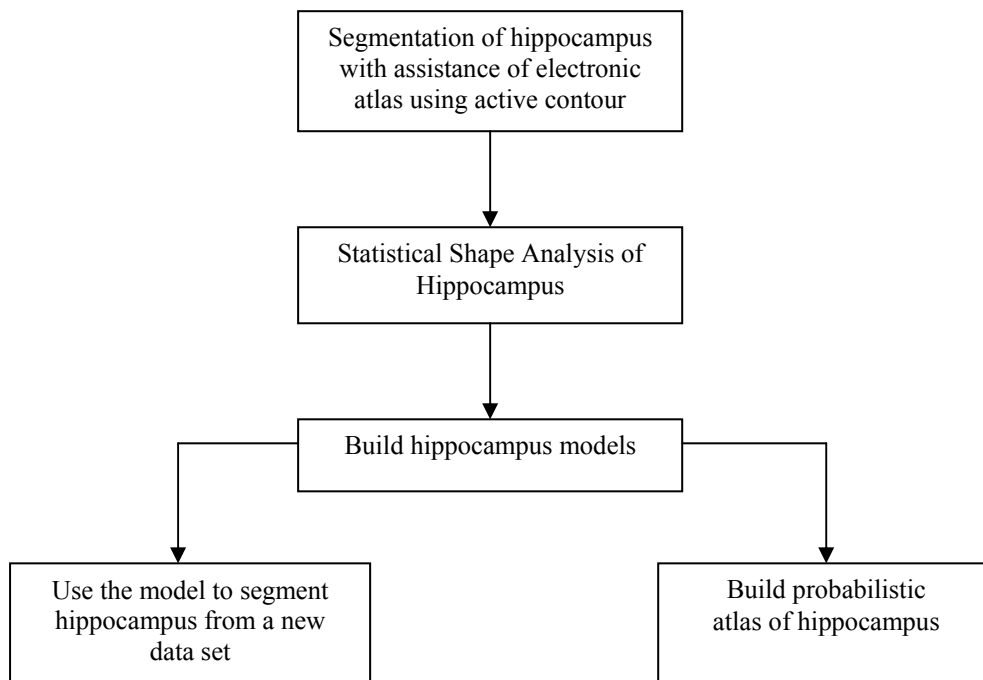 Segmentation of hippocampus
with assistance of electronic
atlas using active contour
Statistical Shape Analysis of
Hippocampus
Build hippocampus models
Use the model to segment
hippocampus from a new
data set
Build probabilistic
atlas of hippocampus